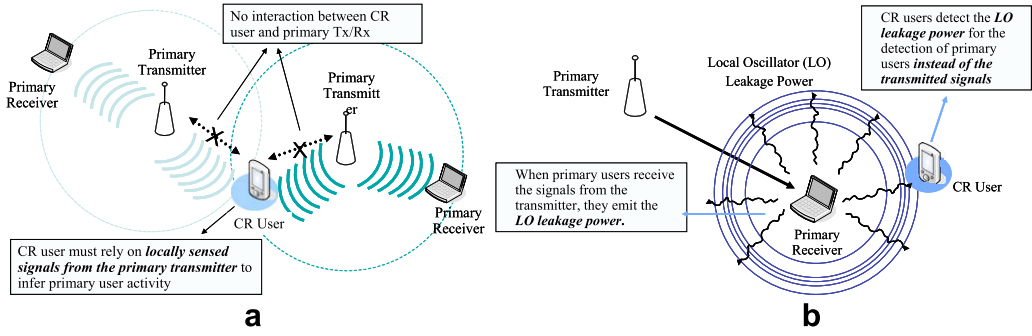 No interaction between CR
user and primary Tx/Rx
Primary
Receiver
Primary
Transmitter
Primary
Transmitt
er
CR User
Primary
Receiver
CR user must rely on locally sensed
signals from the primary transmitter to
infer primary user activity
a
CR users detect the LO
leakage power for the
detection of primary
users instead of the
transmitted signals
Primary
Transmitter
Local Oscillator (LO)
Leakage Power
When primary users receive
the signals from the
transmitter, they emit the
LO leakage power.
CR User
Primary
Receiver
b